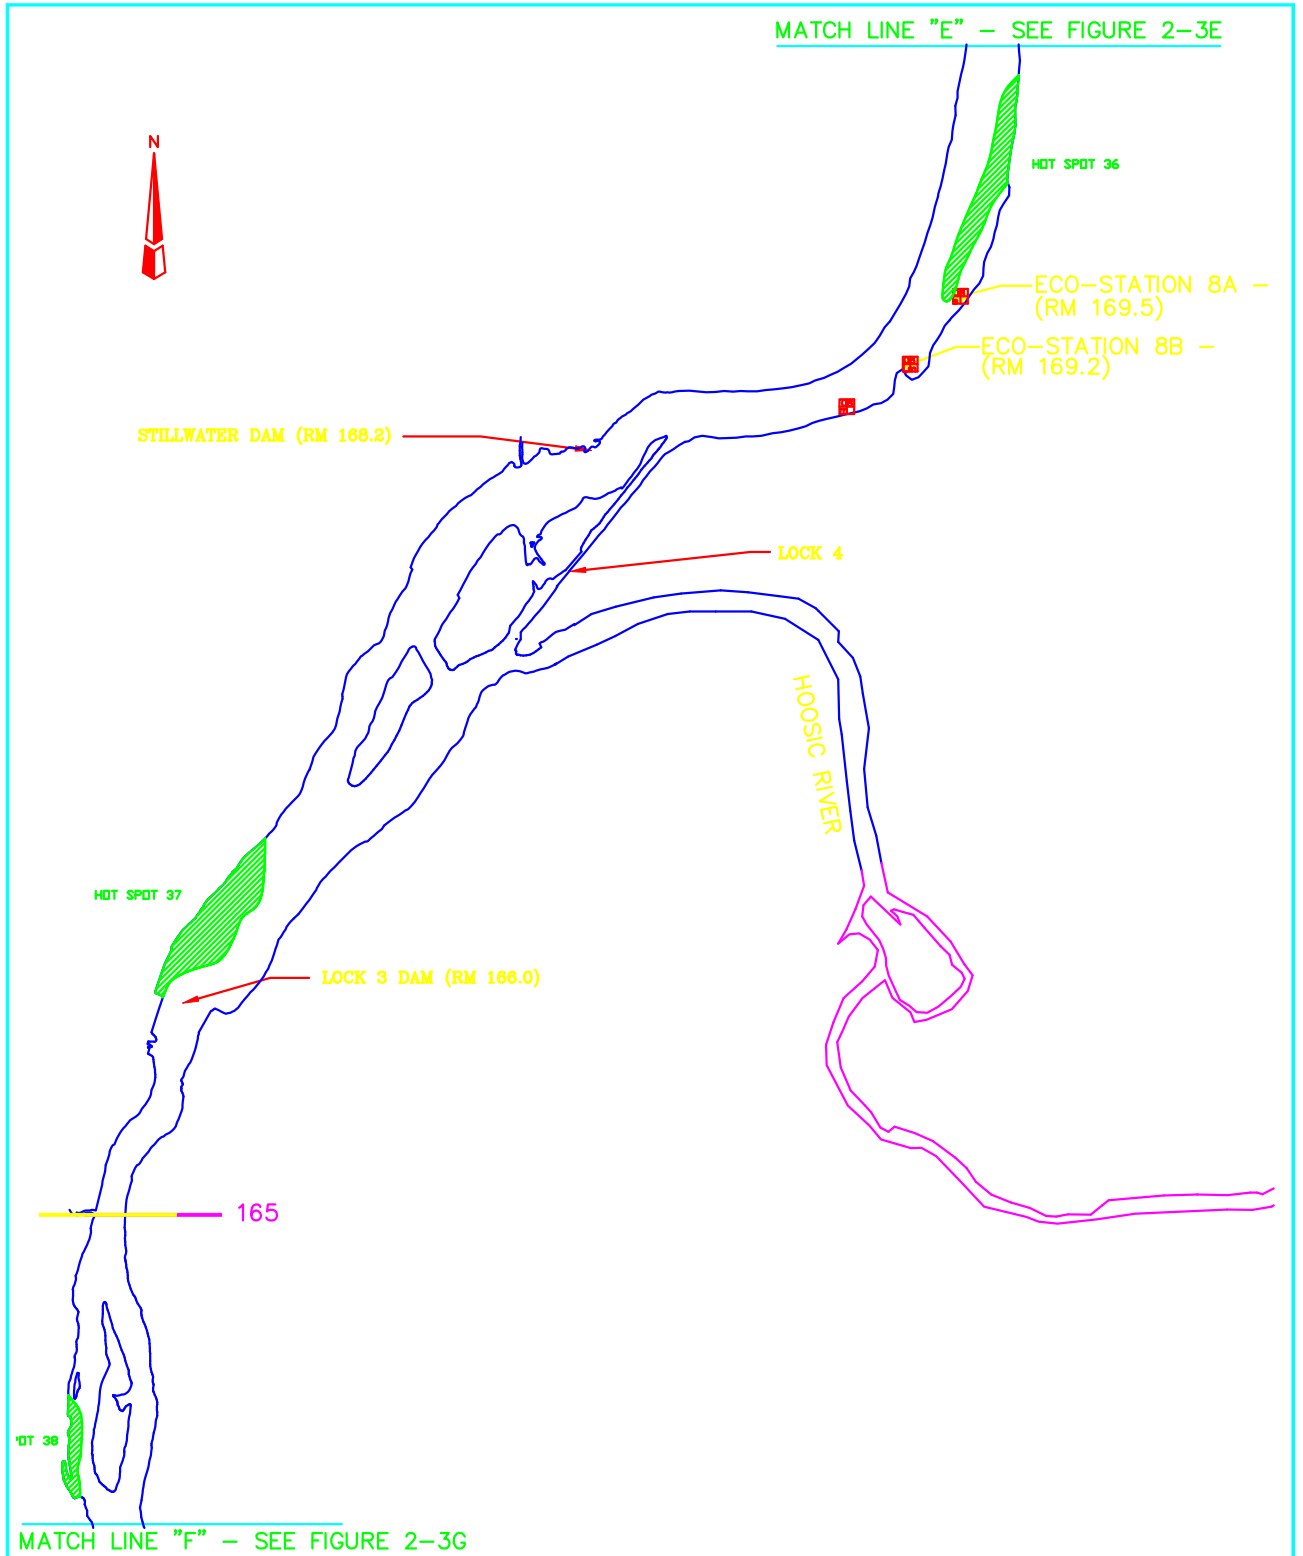 MATCH LINE "E" – SEE FIGURE 2–3E
N
HOT SPOT 36
ECO–STATION 8A –
(RM 169.5)
ECO–STATION 8B –
(RM 169.2)
STILLWATER DAM (RM 168.2)
LOCK 4
HOOSIC RIVER
HOT SPOT 37
LOCK 3 DAM (RM 166.0)
165
OT 38
MATCH LINE "F" – SEE FIGURE 2–3G